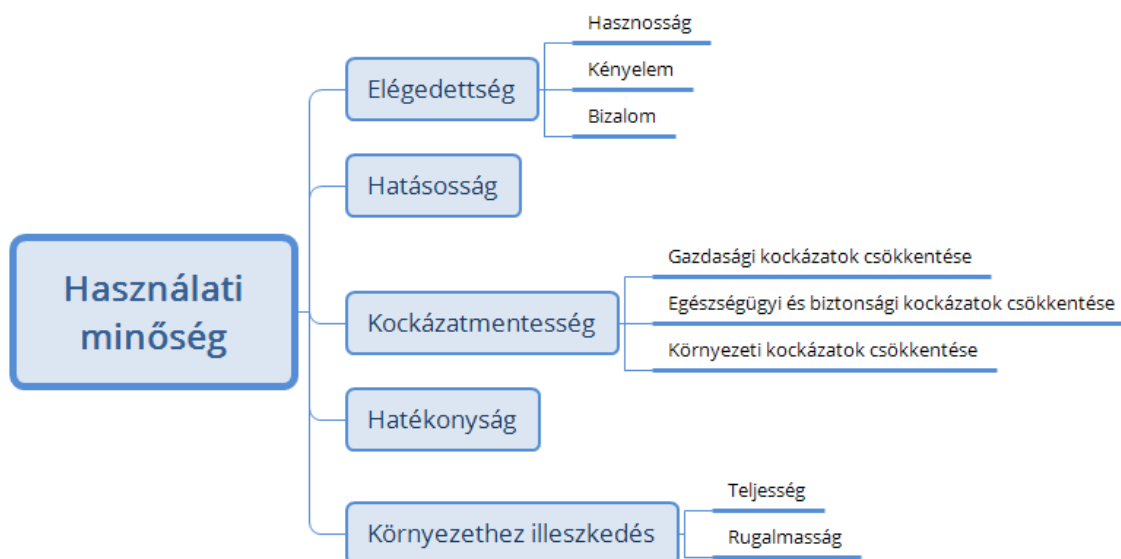 Használati
minőség
Elégedettség
Hasznosság
Kényelem
Bizalom
Hatásosság
Kockázatmentesség
Gazdasági kockázatok csökkentése
Egészségügyi és biztonsági kockázatok csökkentése
Környezeti kockázatok csökkentése
Hatékonyság
Környezethez illeszkedés
Teljesség
Rugalmasság